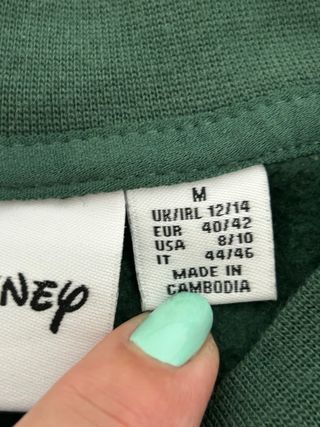 M
UK/IRL 12/14
EUR 40/42
USA 8/10
IT 44/46
MADE IN
CAMBODIA
NEY